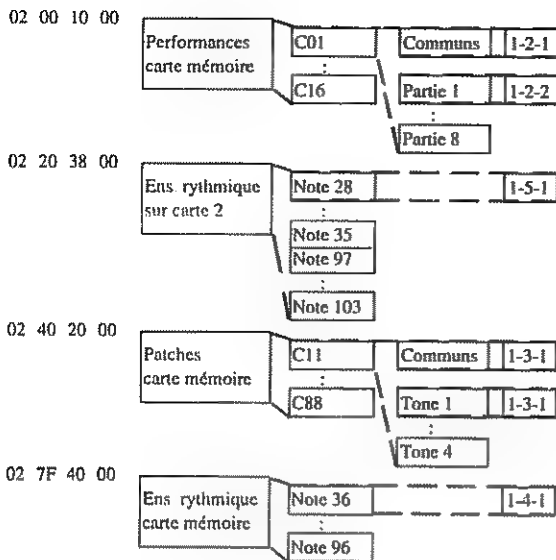 02 00 10 00
Performances
carte mémoire
C01
Communs
1-2-1
:
C16
Partie 1
1-2-2
:
Partie 8
02 20 38 00
Ens. rythmique
sur carte 2
Note 28
1-5-1
:
Note 35
Note 97
:
Note 103
02 40 20 00
Patches
carte mémoire
C11
Communs
1-3-1
:
C88
Tone 1
1-3-1
:
Tone 4
02 7F 40 00
Ens rythmique
carte mémoire
Note 36
1-4-1
:
Note 96